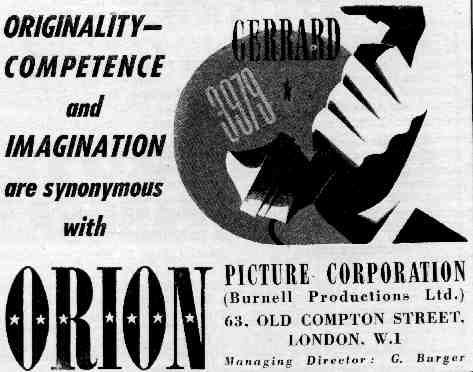 ORIGINALITY—
COMPETENCE
and
IMAGINATION
are synonymous
with
GERRARD
3979
ORION
PICTURE CORPORATION
(Burnell Productions Ltd.)
63, OLD COMPTON STREET,
LONDON, W.1
Managing Director: G. Burger